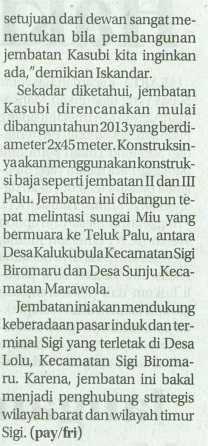 setujuan dari dewan sangat me-
nentukan bila pembangunan
jembatan Kasubi kita inginkan
ada,"demikian Iskandar.
Sekadar diketahui, jembatan
Kasubi direncanakan mulai
dibangun tahun 2013 yang berdi-
ameter 2x45 meter. Konstruksin-
ya akan menggunakan konstruk-
si baja seperti jembatan II dan III
Palu. Jembatan ini dibangun te-
pat melintasi sungai Miu yang
bermuara ke Teluk Palu, antara
Desa Kalukubula Kecamatan Sigi
Biromaru dan Desa Sunju Keca-
matan Marawola.
Jembatan ini akan mendukung
keberadaan pasar induk dan ter-
minal Sigi yang terletak di Desa
Lolu, Kecamatan Sigi Biroma-
ru. Karena, jembatan ini bakal
menjadi penghubung strategis
wilayah barat dan wilayah timur
Sigi. (pay/fri)